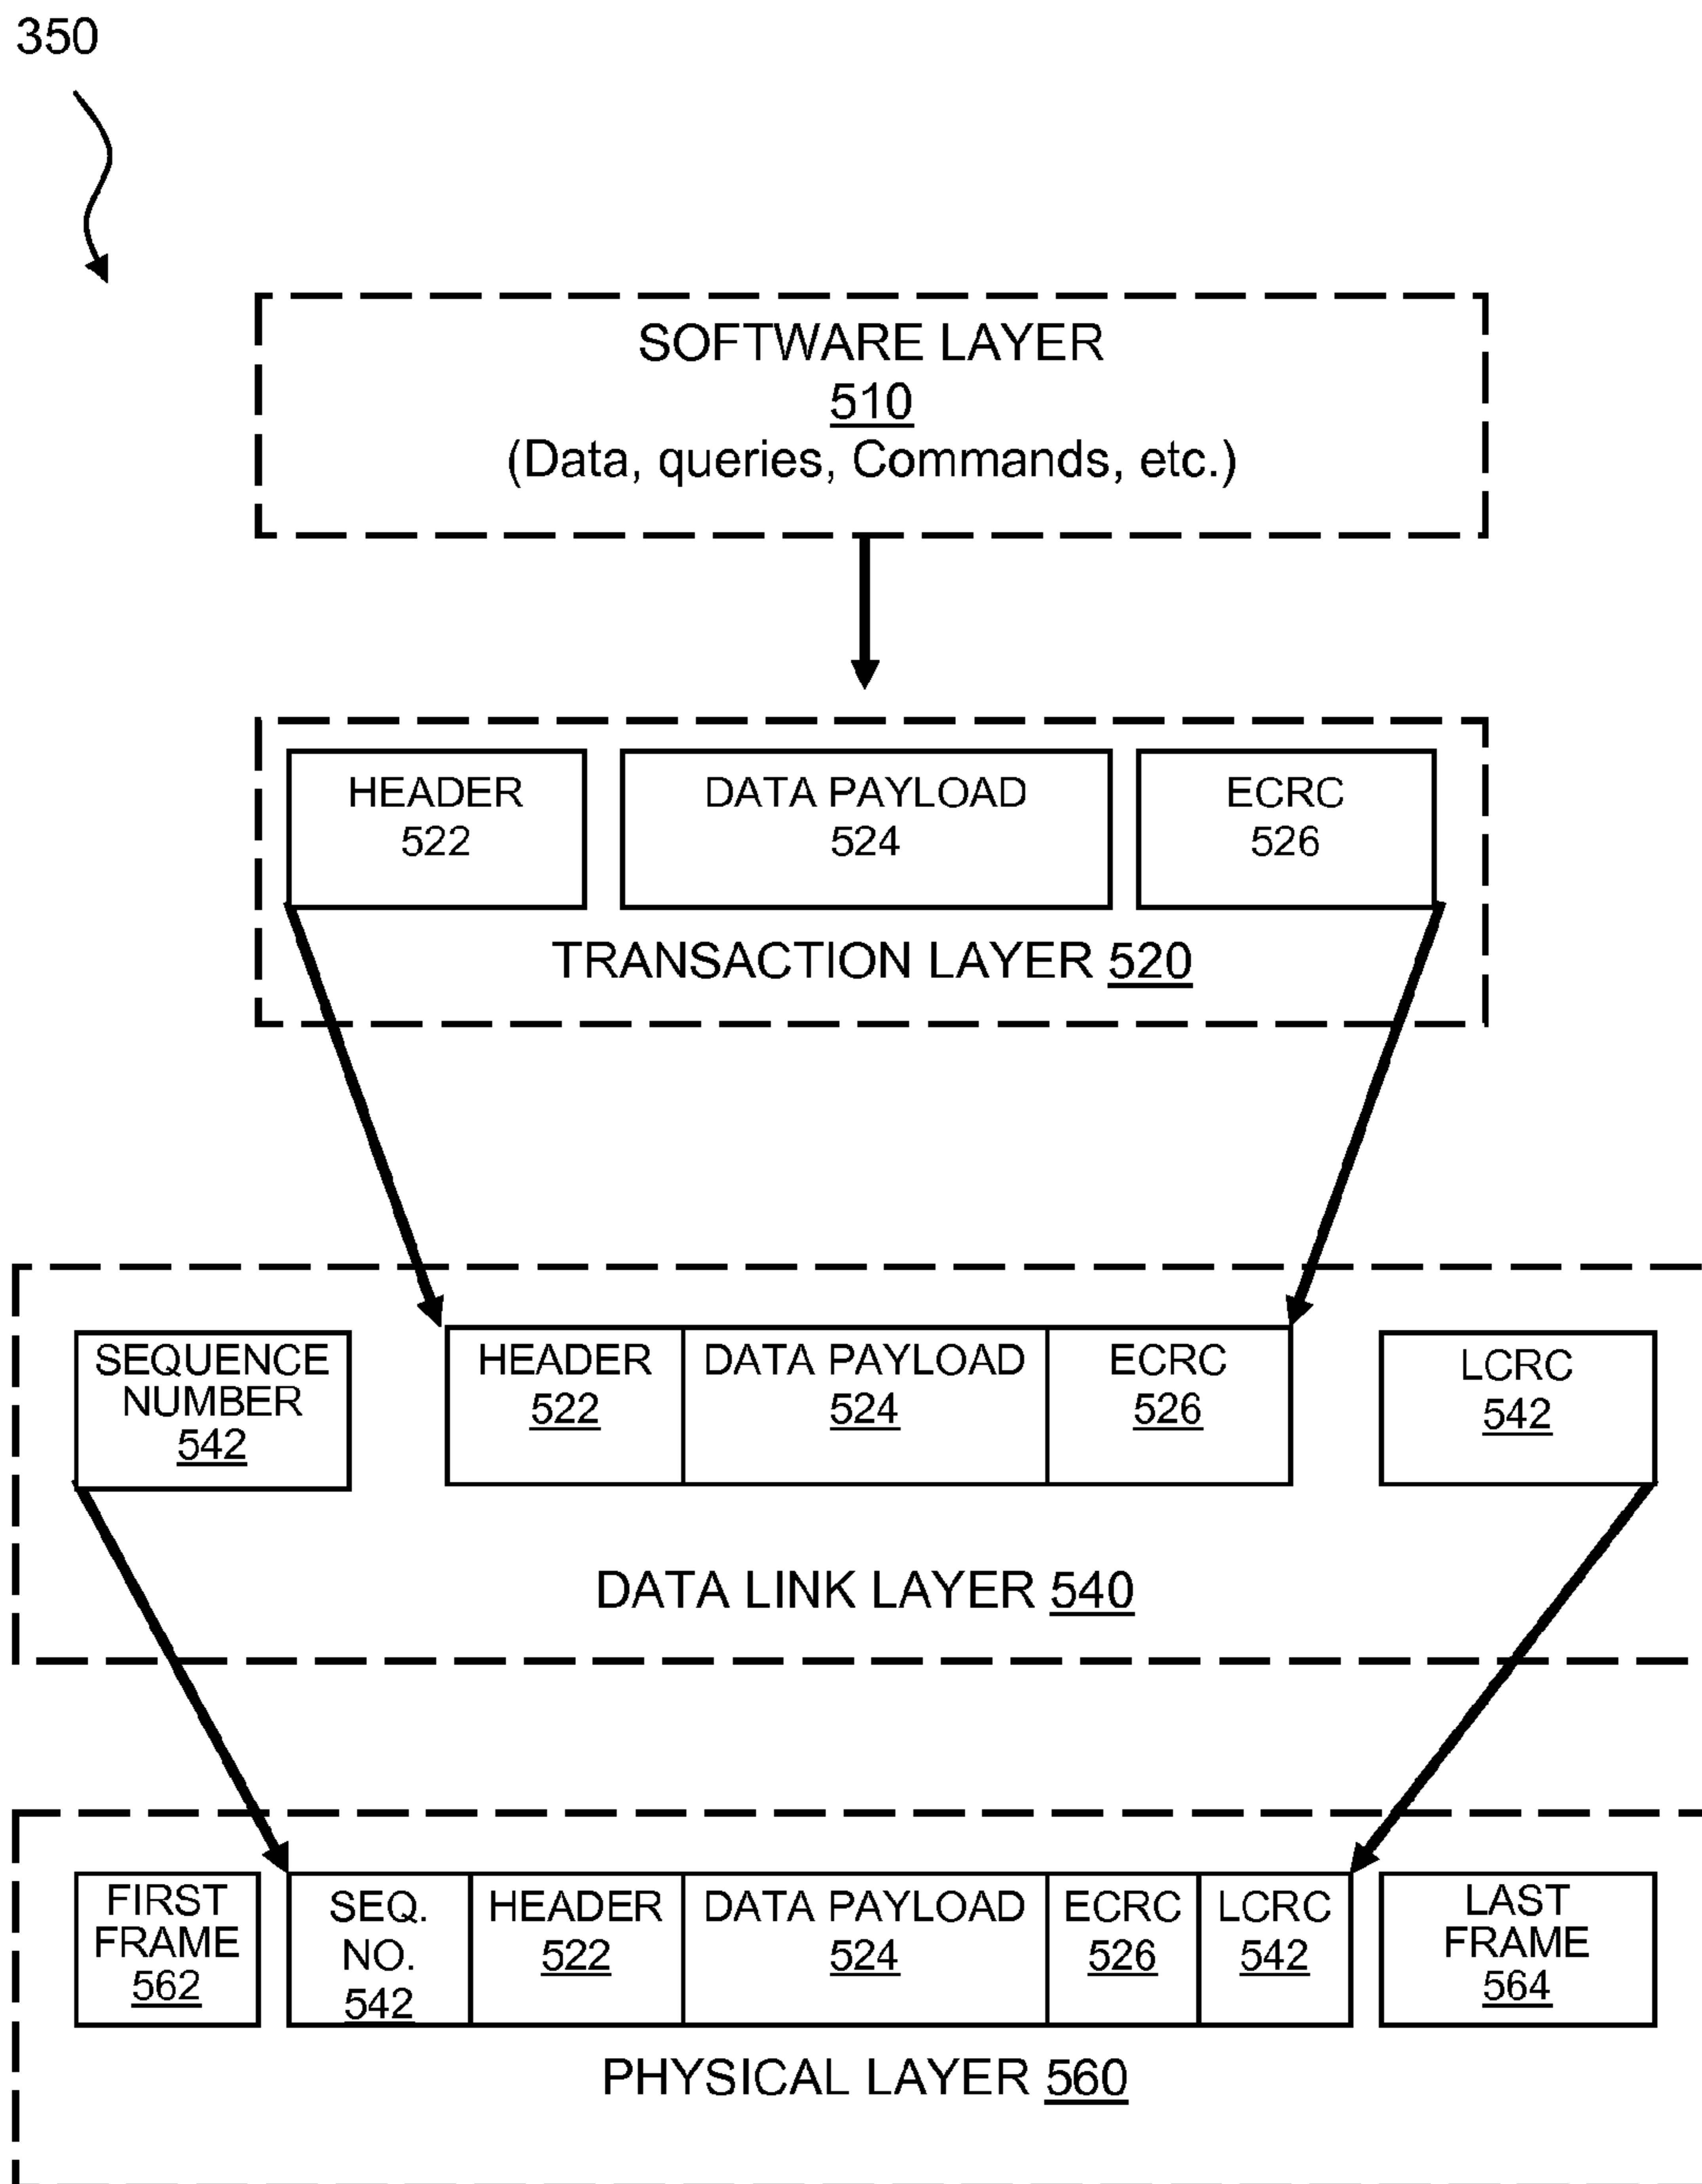 350
SOFTWARE LAYER
510
(Data, queries, Commands, etc.)
HEADER
522
DATA PAYLOAD
524
ECRC
526
TRANSACTION LAYER 520
SEQUENCE
NUMBER
542
HEADER
522
DATA PAYLOAD
524
ECRC
526
LCRC
542
DATA LINK LAYER 540
FIRST
FRAME
562
SEQ.
NO.
542
HEADER
522
DATA PAYLOAD
524
ECRC
526
LCRC
542
LAST
FRAME
564
PHYSICAL LAYER 560